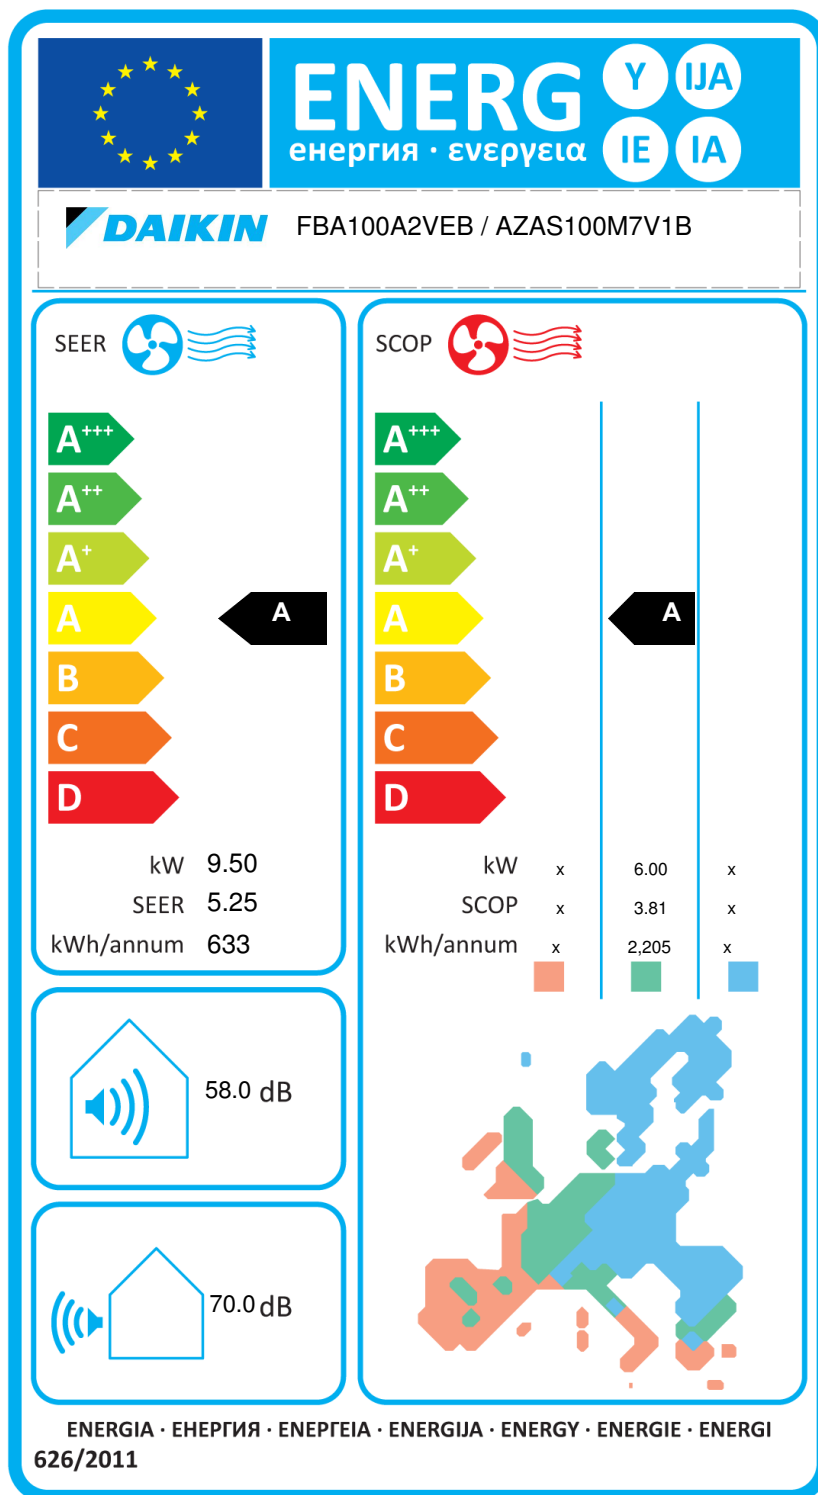 ENERG
енергия · ενεργεια
Y
IJA
IE
IA
DAIKIN
FBA100A2VEB / AZAS100M7V1B
SEER
A+++
A++
A+
A
B
C
D
A
kW 9.50
SEER 5.25
kWh/annum 633
SCOP
A+++
A++
A+
A
B
C
D
A
kW x 6.00 x
SCOP x 3.81 x
kWh/annum x 2,205 x
58.0 dB
70.0 dB
ENERGIA · ЕНЕРГИЯ · ΕΝΕΡΓΕΙΑ · ENERGIJA · ENERGY · ENERGIE · ENERGI
626/2011